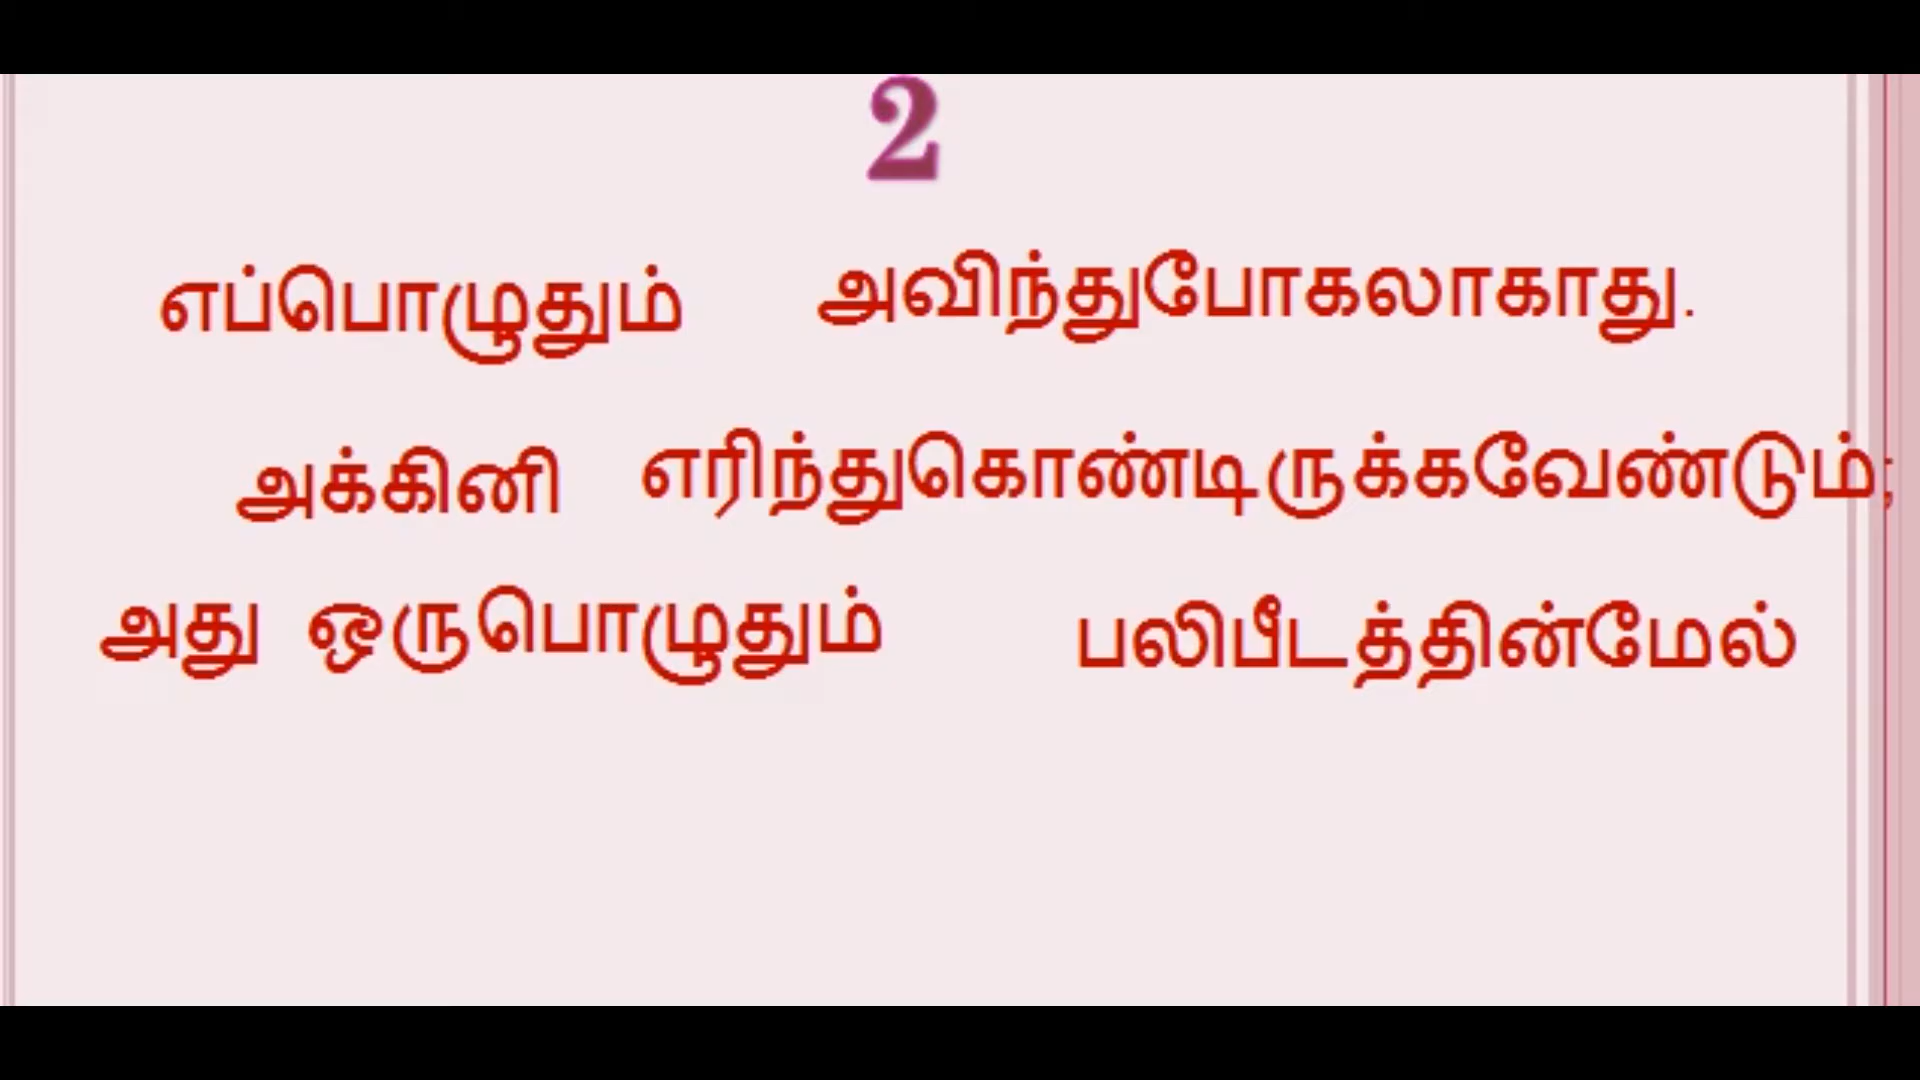 2
எப்பொழுதும் அவிந்துபோகலாகாது.
அக்கினி எரிந்துகொண்டிருக்கவேண்டும்;
அது ஒருபொழுதும் பலிபீடத்தின்மேல்